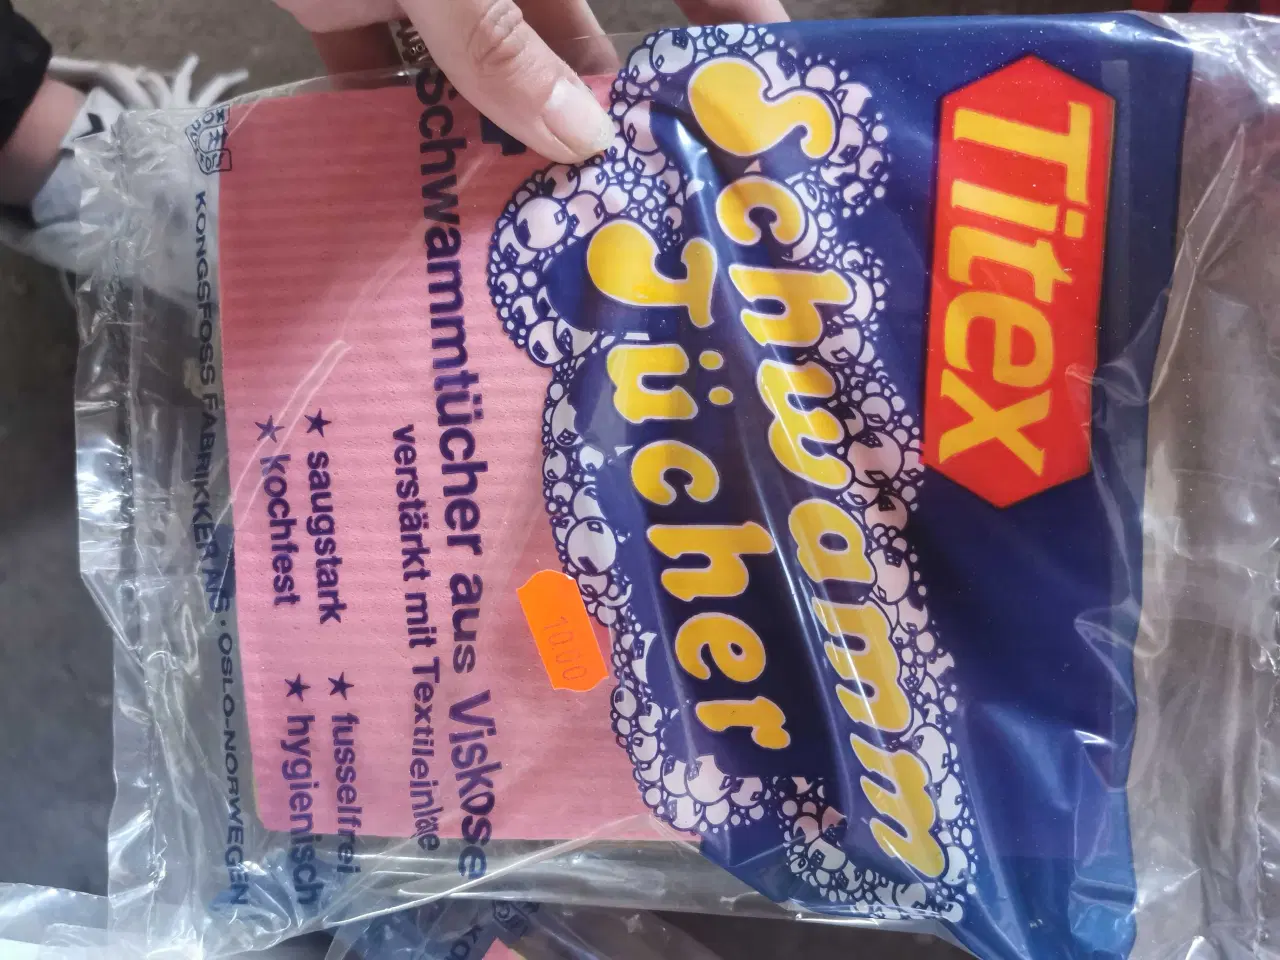 Titex
Schwamm
Tücher
Schwammtücher aus Viskose
verstärkt mit Textileinlage
★ saugstark ★ fusselfrei
★ kochfest ★ hygienisch
KONGSFOSS FABRIKKER A/S · OSLO-NORWEGEN
10.00